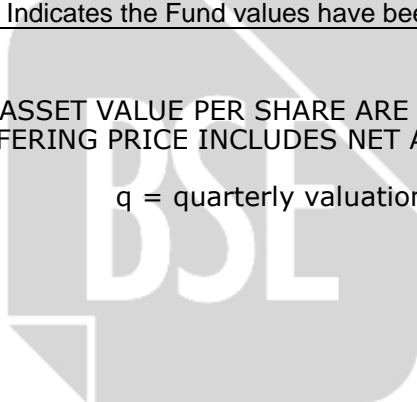 Indicates the Fund values have bee
ASSET VALUE PER SHARE ARE
FERING PRICE INCLUDES NET A
q = quarterly valuation
BSE